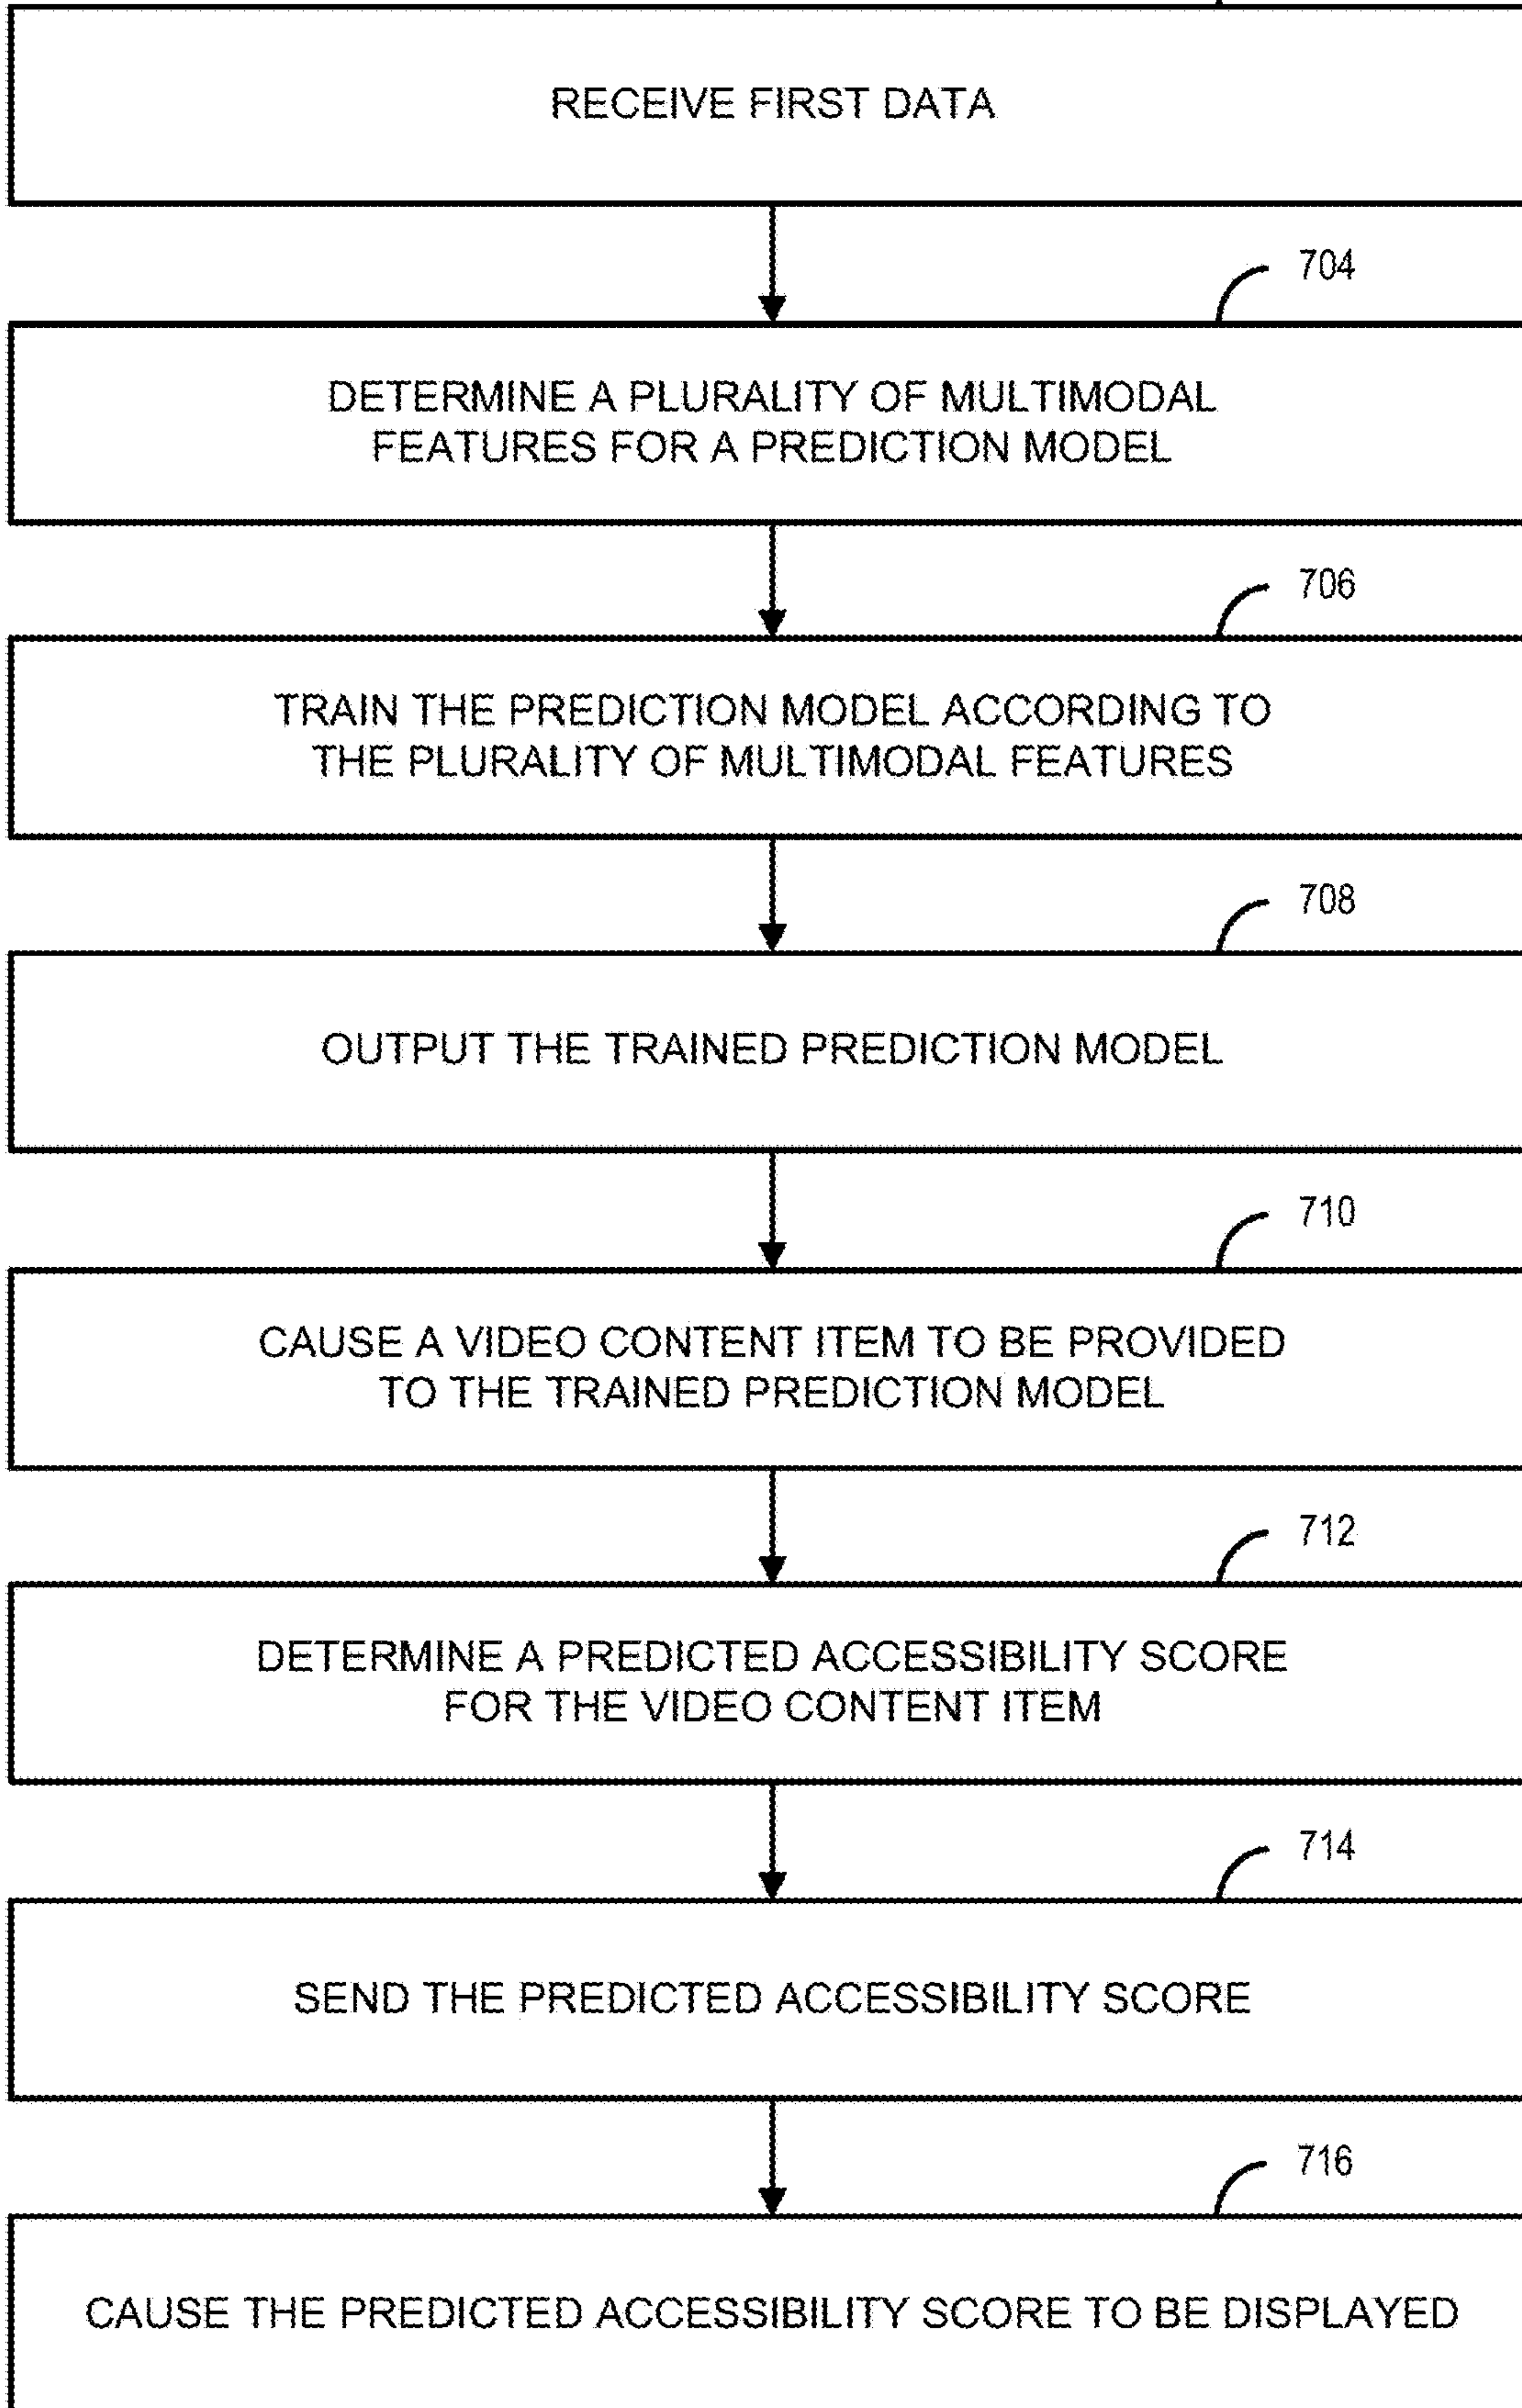 RECEIVE FIRST DATA
704
DETERMINE A PLURALITY OF MULTIMODAL
FEATURES FOR A PREDICTION MODEL
706
TRAIN THE PREDICTION MODEL ACCORDING TO
THE PLURALITY OF MULTIMODAL FEATURES
708
OUTPUT THE TRAINED PREDICTION MODEL
710
CAUSE A VIDEO CONTENT ITEM TO BE PROVIDED
TO THE TRAINED PREDICTION MODEL
712
DETERMINE A PREDICTED ACCESSIBILITY SCORE
FOR THE VIDEO CONTENT ITEM
714
SEND THE PREDICTED ACCESSIBILITY SCORE
716
CAUSE THE PREDICTED ACCESSIBILITY SCORE TO BE DISPLAYED